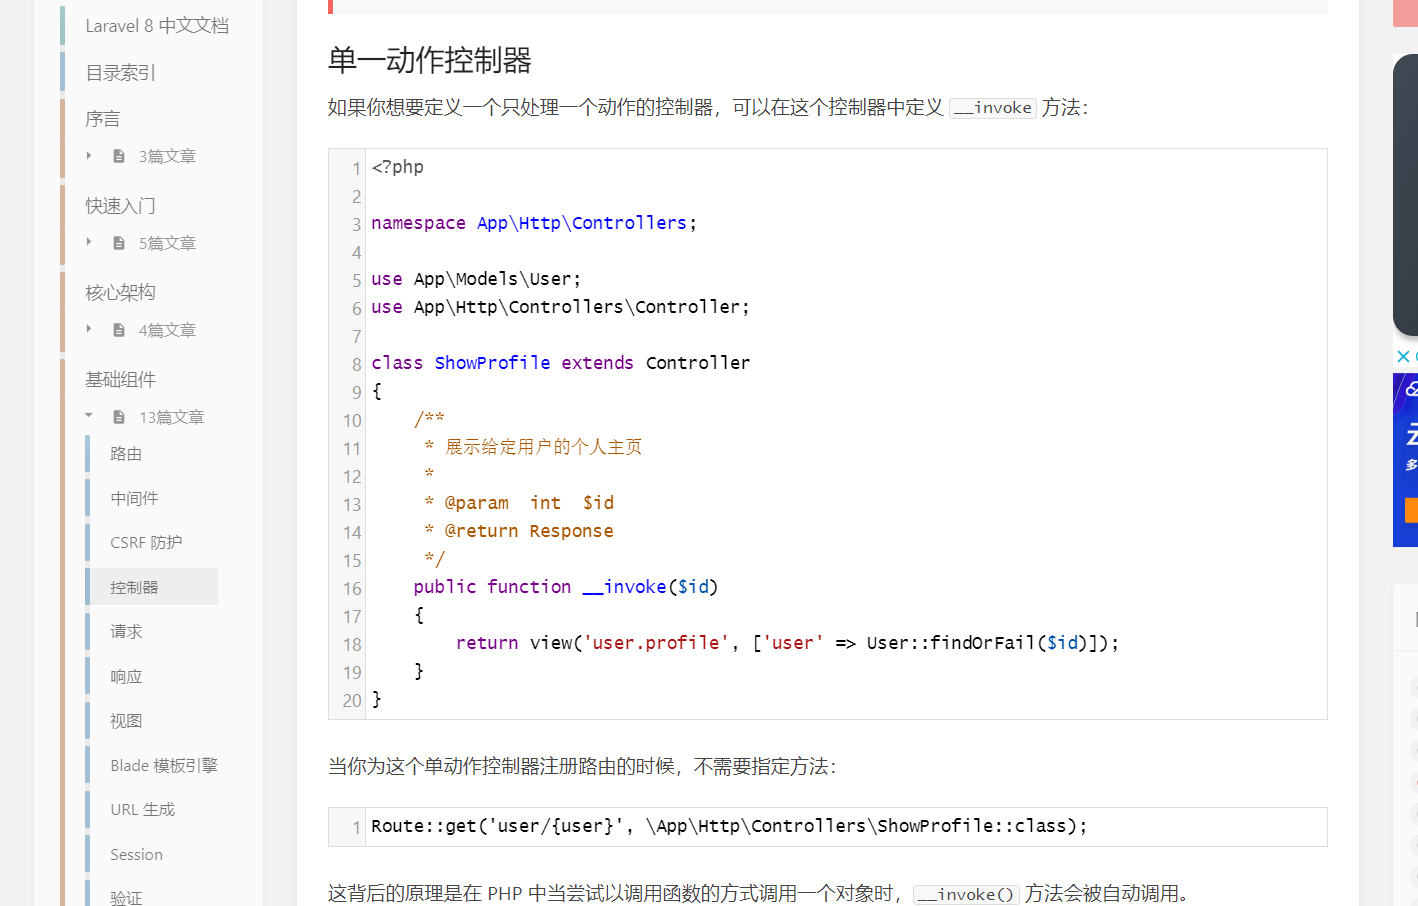 Laravel 8 中文文档
目录索引
序言
3篇文章
快速入门
5篇文章
核心架构
4篇文章
基础组件
13篇文章
路由
中间件
CSRF 防护
控制器
请求
响应
视图
Blade 模板引擎
URL 生成
Session
验证
单一动作控制器
如果你想要定义一个只处理一个动作的控制器，可以在这个控制器中定义 __invoke 方法：
1 <?php
2
3 namespace App\Http\Controllers;
4
5 use App\Models\User;
6 use App\Http\Controllers\Controller;
7
8 class ShowProfile extends Controller
9 {
10     /**
11      * 展示给定用户的个人主页
12      *
13      * @param  int  $id
14      * @return Response
15      */
16     public function __invoke($id)
17     {
18         return view('user.profile', ['user' => User::findOrFail($id)]);
19     }
20 }
当你为这个单动作控制器注册路由的时候，不需要指定方法：
1 Route::get('user/{user}', \App\Http\Controllers\ShowProfile::class);
这背后的原理是在 PHP 中当尝试以调用函数的方式调用一个对象时，__invoke() 方法会被自动调用。